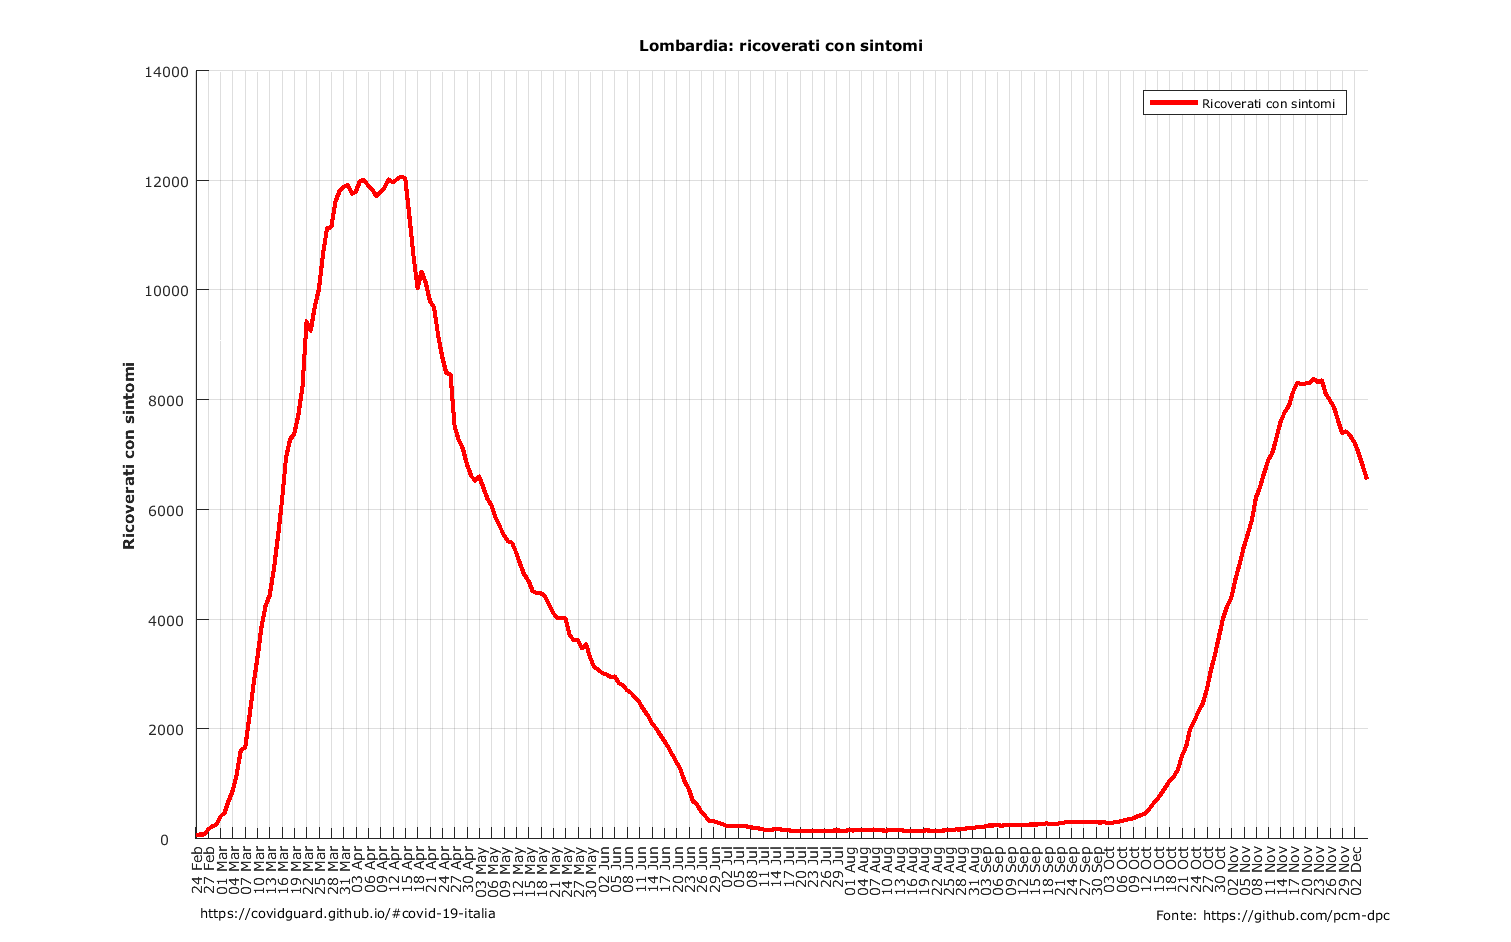 Lombardia: ricoverati con sintomi
14000
Ricoverati con sintomi
12000
10000
8000
Ricoverati con sintomi
6000
4000
2000
0
24 Feb
27 Feb
01 Mar
04 Mar
07 Mar
10 Mar
13 Mar
16 Mar
19 Mar
22 Mar
25 Mar
28 Mar
31 Mar
03 Apr
06 Apr
09 Apr
12 Apr
15 Apr
18 Apr
21 Apr
24 Apr
27 Apr
30 Apr
03 May
06 May
09 May
12 May
15 May
18 May
21 May
24 May
27 May
30 May
02 Jun
05 Jun
08 Jun
11 Jun
14 Jun
17 Jun
20 Jun
23 Jun
26 Jun
29 Jun
02 Jul
05 Jul
08 Jul
11 Jul
14 Jul
17 Jul
20 Jul
23 Jul
26 Jul
29 Jul
01 Aug
04 Aug
07 Aug
10 Aug
13 Aug
16 Aug
19 Aug
22 Aug
25 Aug
28 Aug
31 Aug
03 Sep
06 Sep
09 Sep
12 Sep
15 Sep
18 Sep
21 Sep
24 Sep
27 Sep
30 Sep
03 Oct
06 Oct
09 Oct
12 Oct
15 Oct
18 Oct
21 Oct
24 Oct
27 Oct
30 Oct
02 Nov
05 Nov
08 Nov
11 Nov
14 Nov
17 Nov
20 Nov
23 Nov
26 Nov
29 Nov
02 Dec
https://covidguard.github.io/#covid-19-italia
Fonte: https://github.com/pcm-dpc